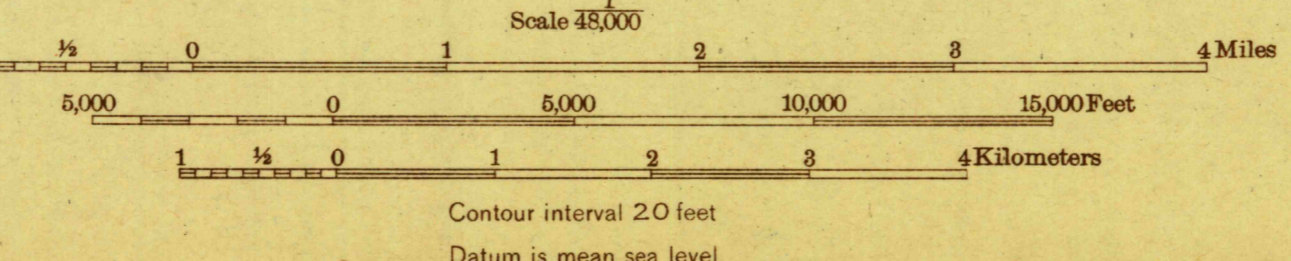 Scale 1/48,000
½ 0 1 2 3 4 Miles
5,000 0 5,000 10,000 15,000 Feet
1 ½ 0 1 2 3 4 Kilometers
Contour interval 20 feet
Datum is mean sea level